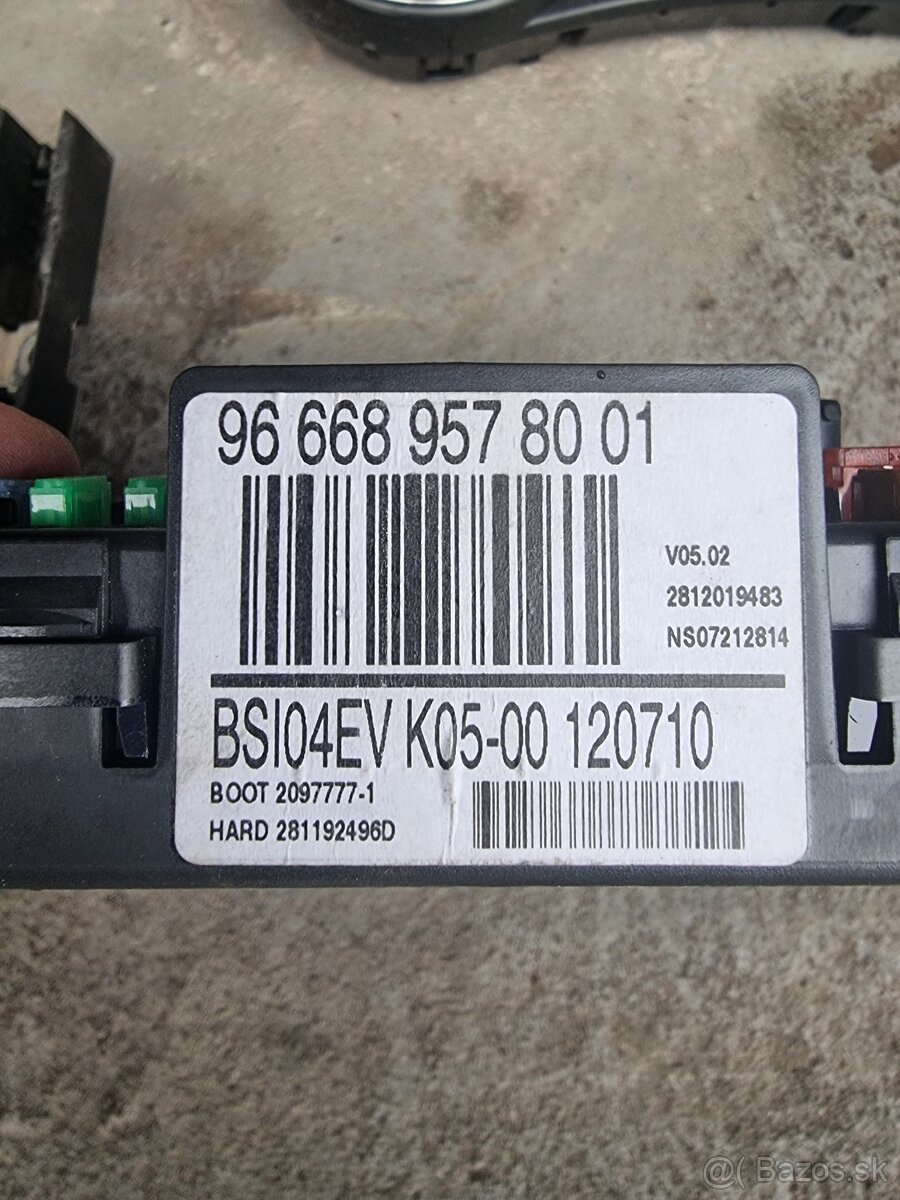 96 668 957 80 01
V05.02
2812019483
NS07212814
BSI04EV K05-00 120710
BOOT 2097777-1
HARD 281192496D
@( Bazos.sk